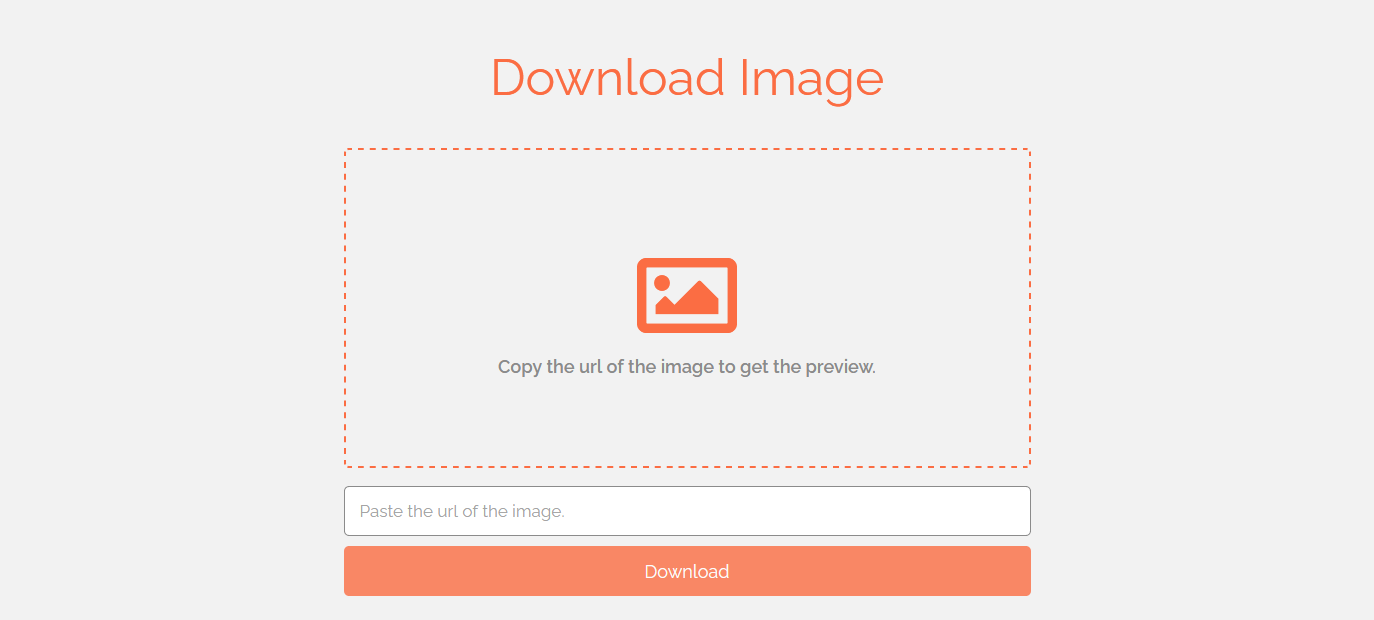 Download Image
Copy the url of the image to get the preview.
Paste the url of the image.
Download